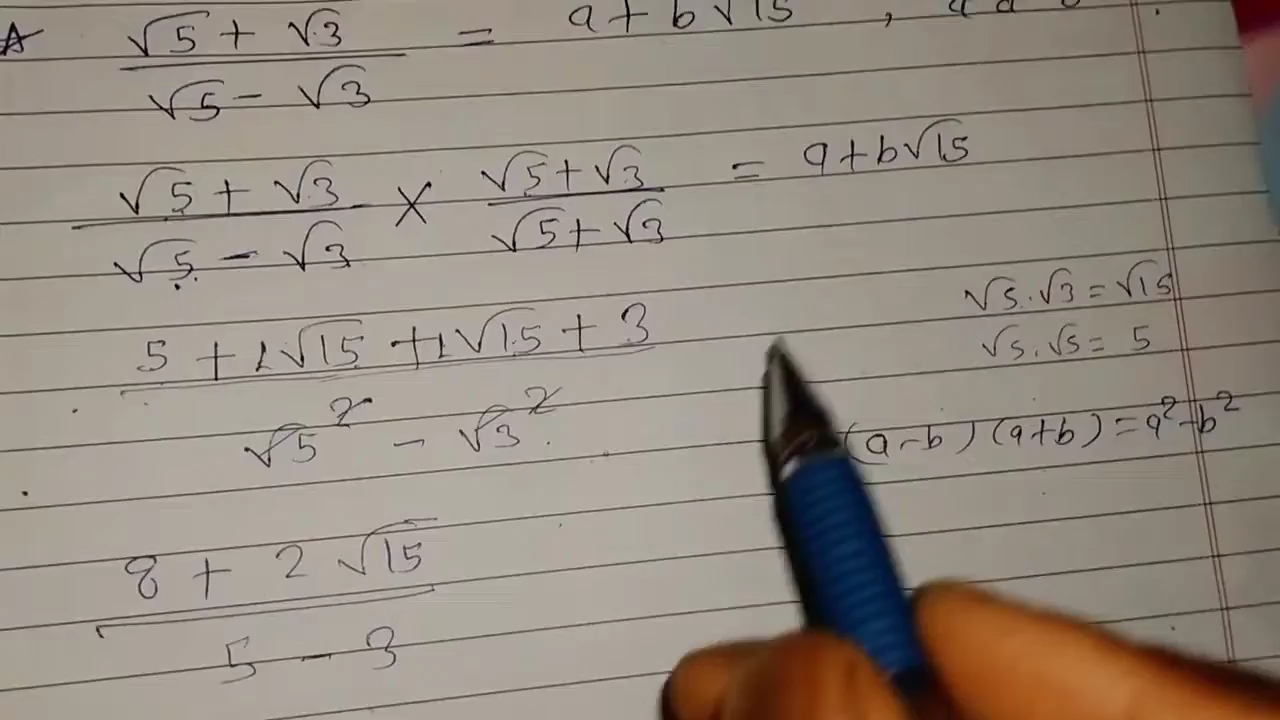 (√5 + √3)/(√5 - √3) = a + b√15 ,
(√5 + √3)/(√5 - √3) × (√5 + √3)/(√5 + √3) = a + b√15
√5 . √3 = √15
√5 . √5 = 5
(5 + 1√15 + 1√15 + 3)/(√5² - √3²)
(a - b) (a + b) = a² - b²
(8 + 2√15)/(5 - 3)